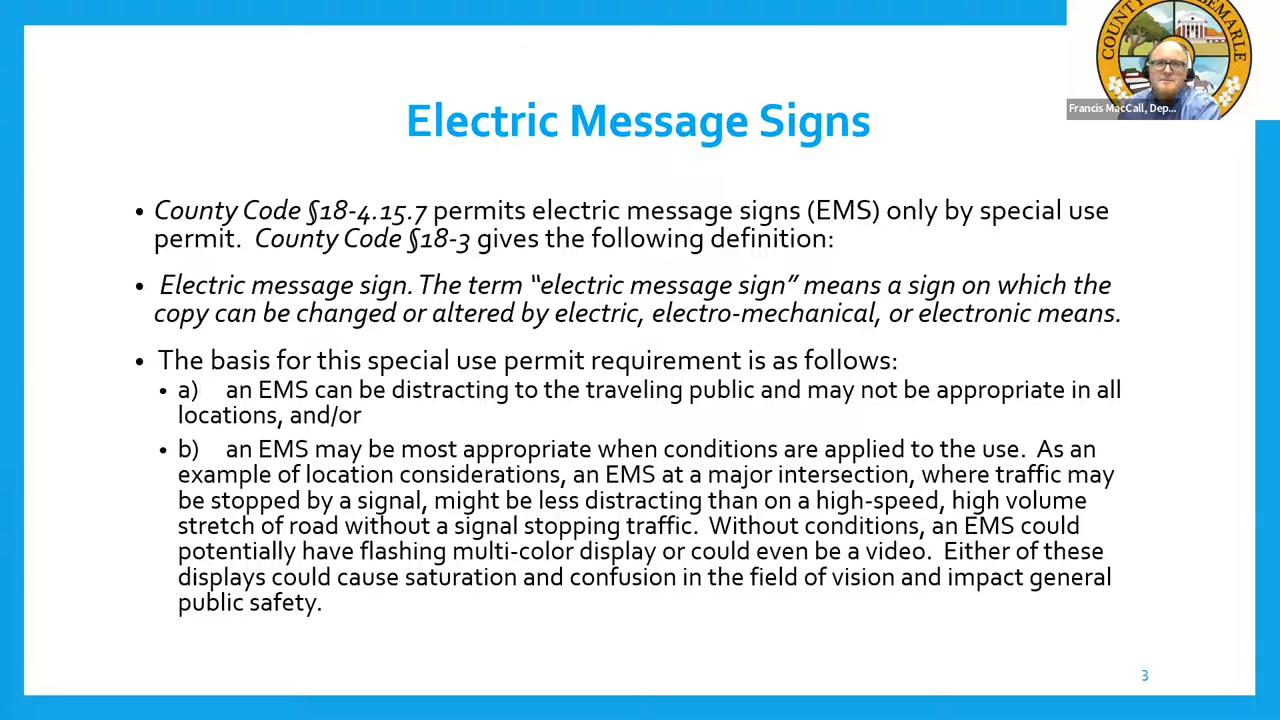 COUNTY
EMARLE
Francis MacCall, Dep...
Electric Message Signs
• County Code §18-4.15.7 permits electric message signs (EMS) only by special use
permit.  County Code §18-3 gives the following definition:
• Electric message sign. The term “electric message sign” means a sign on which the
copy can be changed or altered by electric, electro-mechanical, or electronic means.
• The basis for this special use permit requirement is as follows:
• a) an EMS can be distracting to the traveling public and may not be appropriate in all
locations, and/or
• b) an EMS may be most appropriate when conditions are applied to the use.  As an
example of location considerations, an EMS at a major intersection, where traffic may
be stopped by a signal, might be less distracting than on a high-speed, high volume
stretch of road without a signal stopping traffic.  Without conditions, an EMS could
potentially have flashing multi-color display or could even be a video.  Either of these
displays could cause saturation and confusion in the field of vision and impact general
public safety.
3